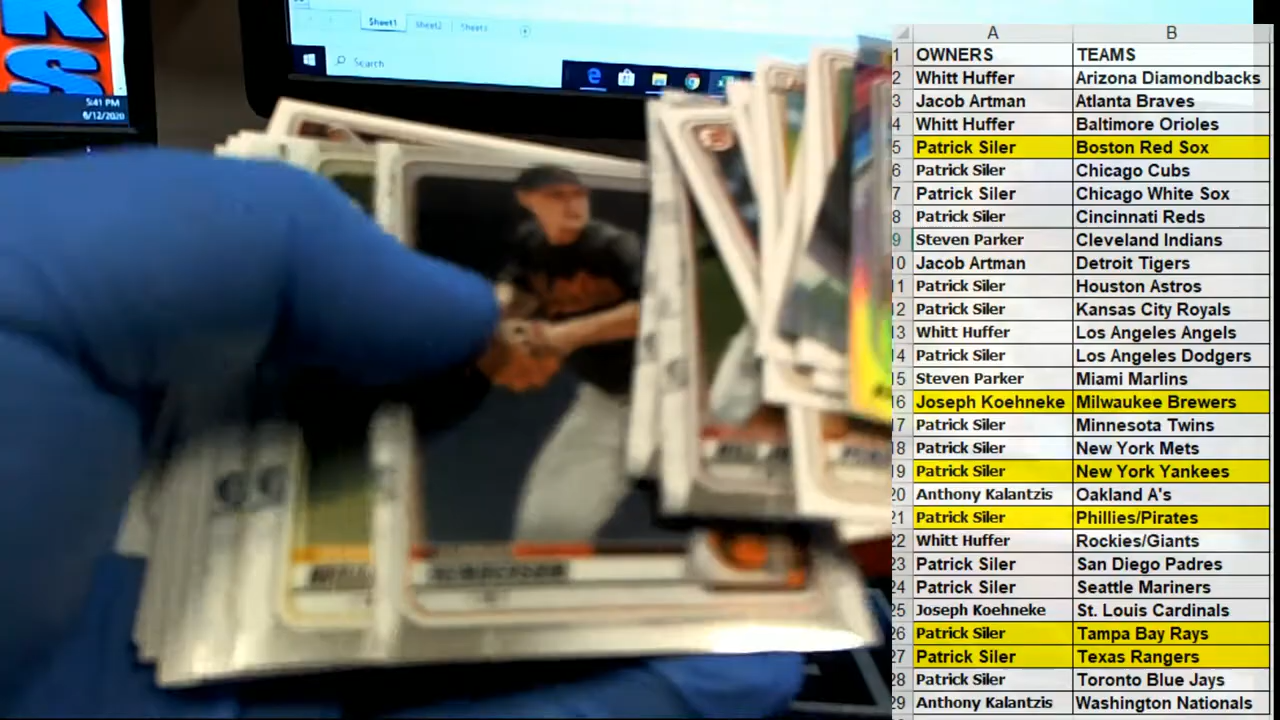 KS
5:41 PM
6/12/2020
Sheet1 Sheet2 Sheet3
Search
A B
1 OWNERS TEAMS
2 Whitt Huffer Arizona Diamondbacks
3 Jacob Artman Atlanta Braves
4 Whitt Huffer Baltimore Orioles
5 Patrick Siler Boston Red Sox
6 Patrick Siler Chicago Cubs
7 Patrick Siler Chicago White Sox
8 Patrick Siler Cincinnati Reds
9 Steven Parker Cleveland Indians
10 Jacob Artman Detroit Tigers
11 Patrick Siler Houston Astros
12 Patrick Siler Kansas City Royals
13 Whitt Huffer Los Angeles Angels
14 Patrick Siler Los Angeles Dodgers
15 Steven Parker Miami Marlins
16 Joseph Koehneke Milwaukee Brewers
17 Patrick Siler Minnesota Twins
18 Patrick Siler New York Mets
19 Patrick Siler New York Yankees
20 Anthony Kalantzis Oakland A's
21 Patrick Siler Phillies/Pirates
22 Whitt Huffer Rockies/Giants
23 Patrick Siler San Diego Padres
24 Patrick Siler Seattle Mariners
25 Joseph Koehneke St. Louis Cardinals
26 Patrick Siler Tampa Bay Rays
27 Patrick Siler Texas Rangers
28 Patrick Siler Toronto Blue Jays
29 Anthony Kalantzis Washington Nationals